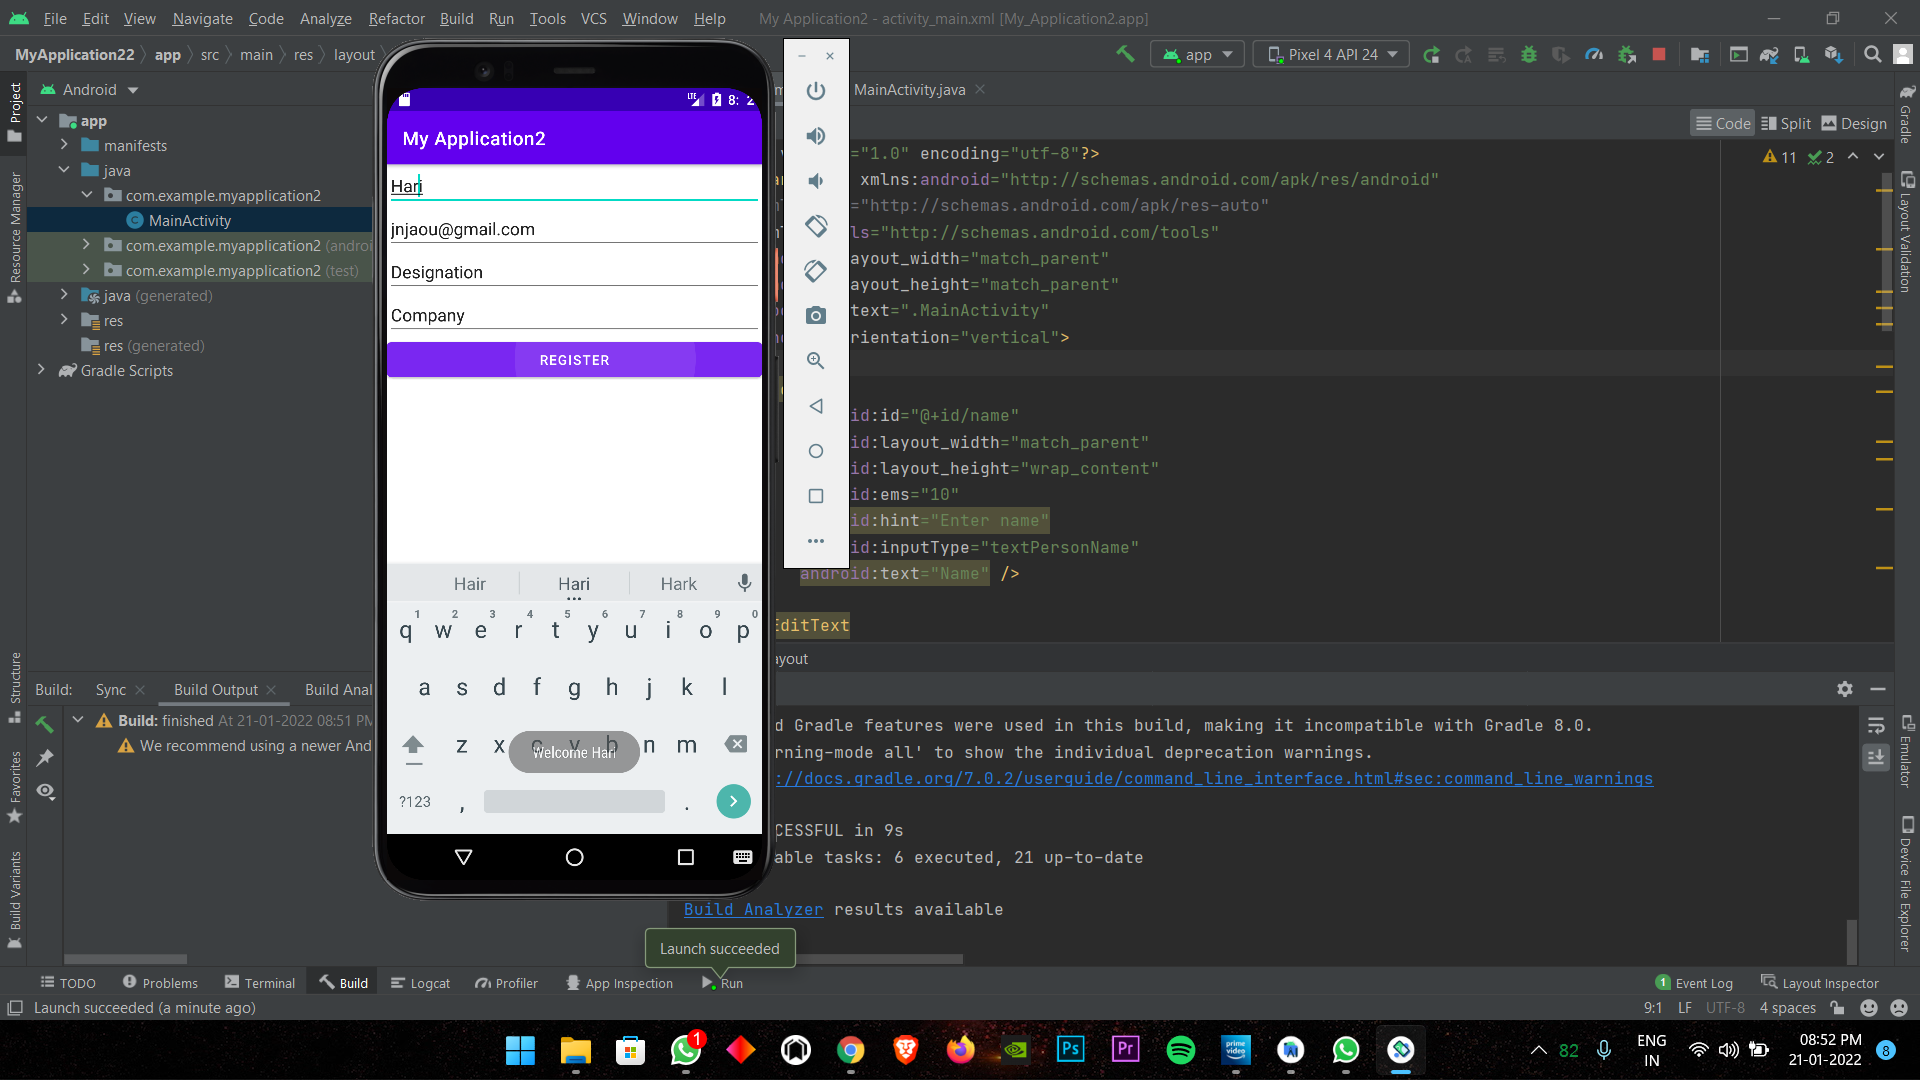 File Edit View Navigate Code Analyze Refactor Build Run Tools VCS Window Help My Application2 - activity_main.xml [My_Application2.app]
MyApplication22 app src main res layout
app Pixel 4 API 24
Android
MainActivity.java
Code Split Design
Project
Resource Manager
Structure
Favorites
Build Variants
app
manifests
java
com.example.myapplication2
MainActivity
com.example.myapplication2 (androi
com.example.myapplication2 (test)
java (generated)
res
res (generated)
Gradle Scripts
LTE 8: 2
My Application2
Hari
jnjaou@gmail.com
Designation
Company
REGISTER
Hair Hari Hark
1 2 3 4 5 6 7 8 9 0
q w e r t y u i o p
a s d f g h j k l
z x c v b n m
Welcome Hari
?123 , .
="1.0" encoding="utf-8"?>
xmlns:android="http://schemas.android.com/apk/res/android"
="http://schemas.android.com/apk/res-auto"
ls="http://schemas.android.com/tools"
ayout_width="match_parent"
ayout_height="match_parent"
text=".MainActivity"
rientation="vertical">
id:id="@+id/name"
id:layout_width="match_parent"
id:layout_height="wrap_content"
id:ems="10"
id:hint="Enter name"
id:inputType="textPersonName"
android:text="Name" />
EditText
11 2
yout
Gradle
Layout Validation
Emulator
Device File Explorer
Build: Sync Build Output Build Anal
Build: finished At 21-01-2022 08:51 PM
We recommend using a newer And
d Gradle features were used in this build, making it incompatible with Gradle 8.0.
rning-mode all' to show the individual deprecation warnings.
://docs.gradle.org/7.0.2/userguide/command_line_interface.html#sec:command_line_warnings
CESSFUL in 9s
able tasks: 6 executed, 21 up-to-date
Build Analyzer results available
Launch succeeded
TODO Problems Terminal Build Logcat Profiler App Inspection Run 1 Event Log Layout Inspector
Launch succeeded (a minute ago) 9:1 LF UTF-8 4 spaces
1
Ps Pr prime video
82 ENG
IN
08:52 PM
21-01-2022
8